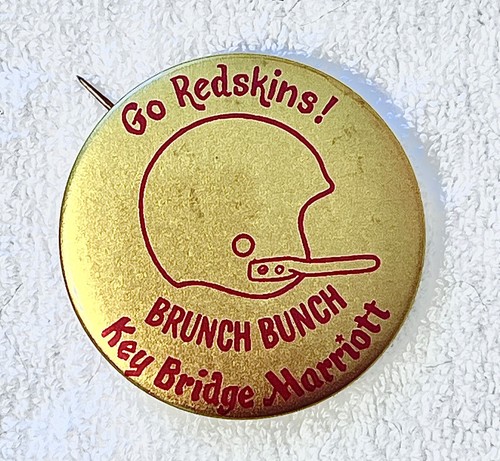 Go Redskins!
BRUNCH BUNCH
Key Bridge Marriott